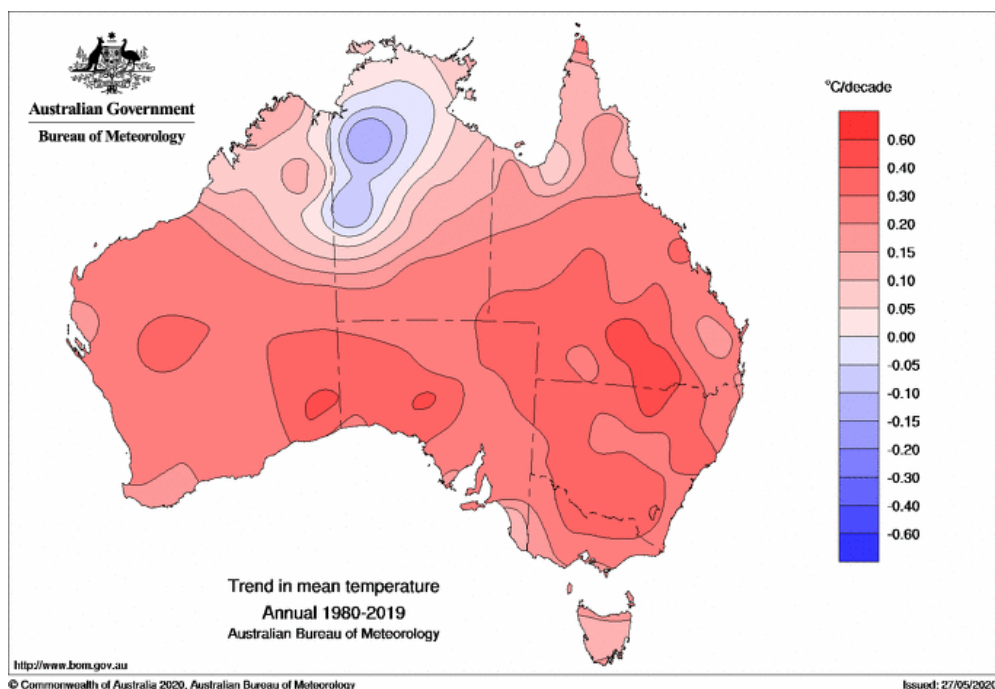 Australian Government
Bureau of Meteorology
°C/decade
0.60
0.40
0.30
0.20
0.15
0.10
0.05
0.00
-0.05
-0.10
-0.15
-0.20
-0.30
-0.40
-0.60
Trend in mean temperature
Annual 1980-2019
Australian Bureau of Meteorology
http://www.bom.gov.au
© Commonwealth of Australia 2020, Australian Bureau of Meteorology
Issued: 27/05/2020